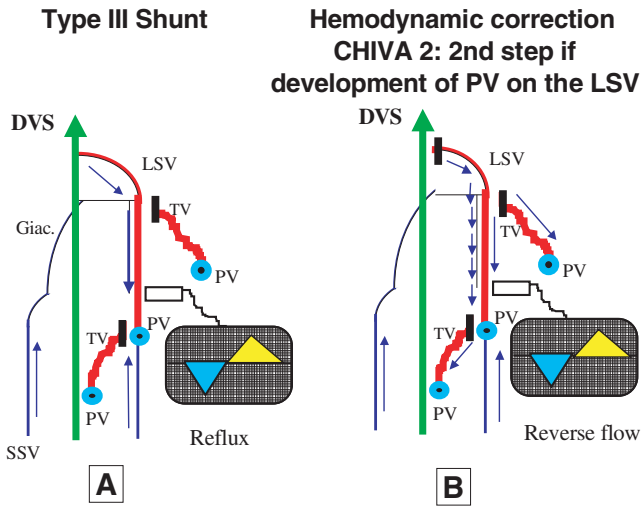 Type III Shunt
Hemodynamic correction
CHIVA 2: 2nd step if
development of PV on the LSV
DVS
LSV
Giac.
TV
PV
TV
PV
PV
Reflux
SSV
A
DVS
LSV
TV
PV
TV
PV
PV
Reverse flow
B